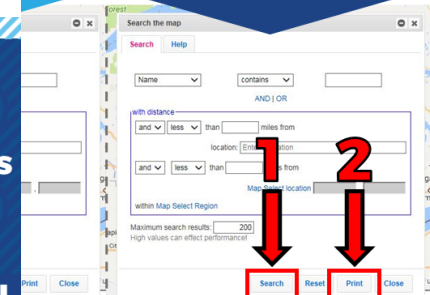 orest
Search the map
Search Help
Name contains
AND | OR
with distance
and less than miles from
location:
and less than
Map Select location
within Map Select Region
Maximum search results: 200
High values can effect performance!
1
2
s
,
Print Close
Search Reset Print Close